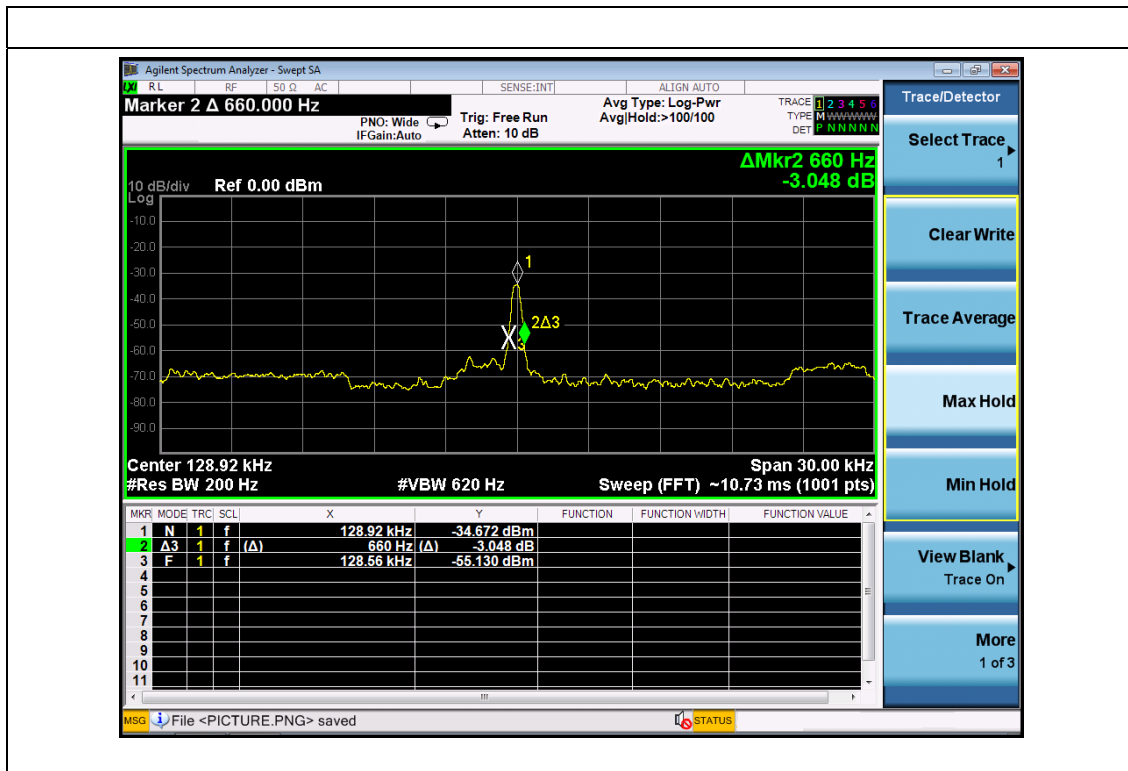 Agilent Spectrum Analyzer - Swept SA
LXI RL RF 50 Ω AC SENSE:INT ALIGN AUTO
Marker 2 Δ 660.000 Hz
PNO: Wide
IFGain:Auto
Trig: Free Run
Atten: 10 dB
Avg Type: Log-Pwr
Avg|Hold:>100/100
TRACE 1 2 3 4 5 6
TYPE M WWWWW
DET P N N N N N
ΔMkr2 660 Hz
-3.048 dB
10 dB/div Ref 0.00 dBm
Log
-10.0
-20.0
-30.0
-40.0
-50.0
-60.0
-70.0
-80.0
-90.0
1
2Δ3
X
3
Center 128.92 kHz Span 30.00 kHz
#Res BW 200 Hz #VBW 620 Hz Sweep (FFT) ~10.73 ms (1001 pts)
MKR MODE TRC SCL X Y FUNCTION FUNCTION WIDTH FUNCTION VALUE
1 N 1 f 128.92 kHz -34.672 dBm
2 Δ3 1 f (Δ) 660 Hz (Δ) -3.048 dB
3 F 1 f 128.56 kHz -55.130 dBm
4
5
6
7
8
9
10
11
MSG File <PICTURE.PNG> saved STATUS
Trace/Detector
Select Trace
1
Clear Write
Trace Average
Max Hold
Min Hold
View Blank
Trace On
More
1 of 3